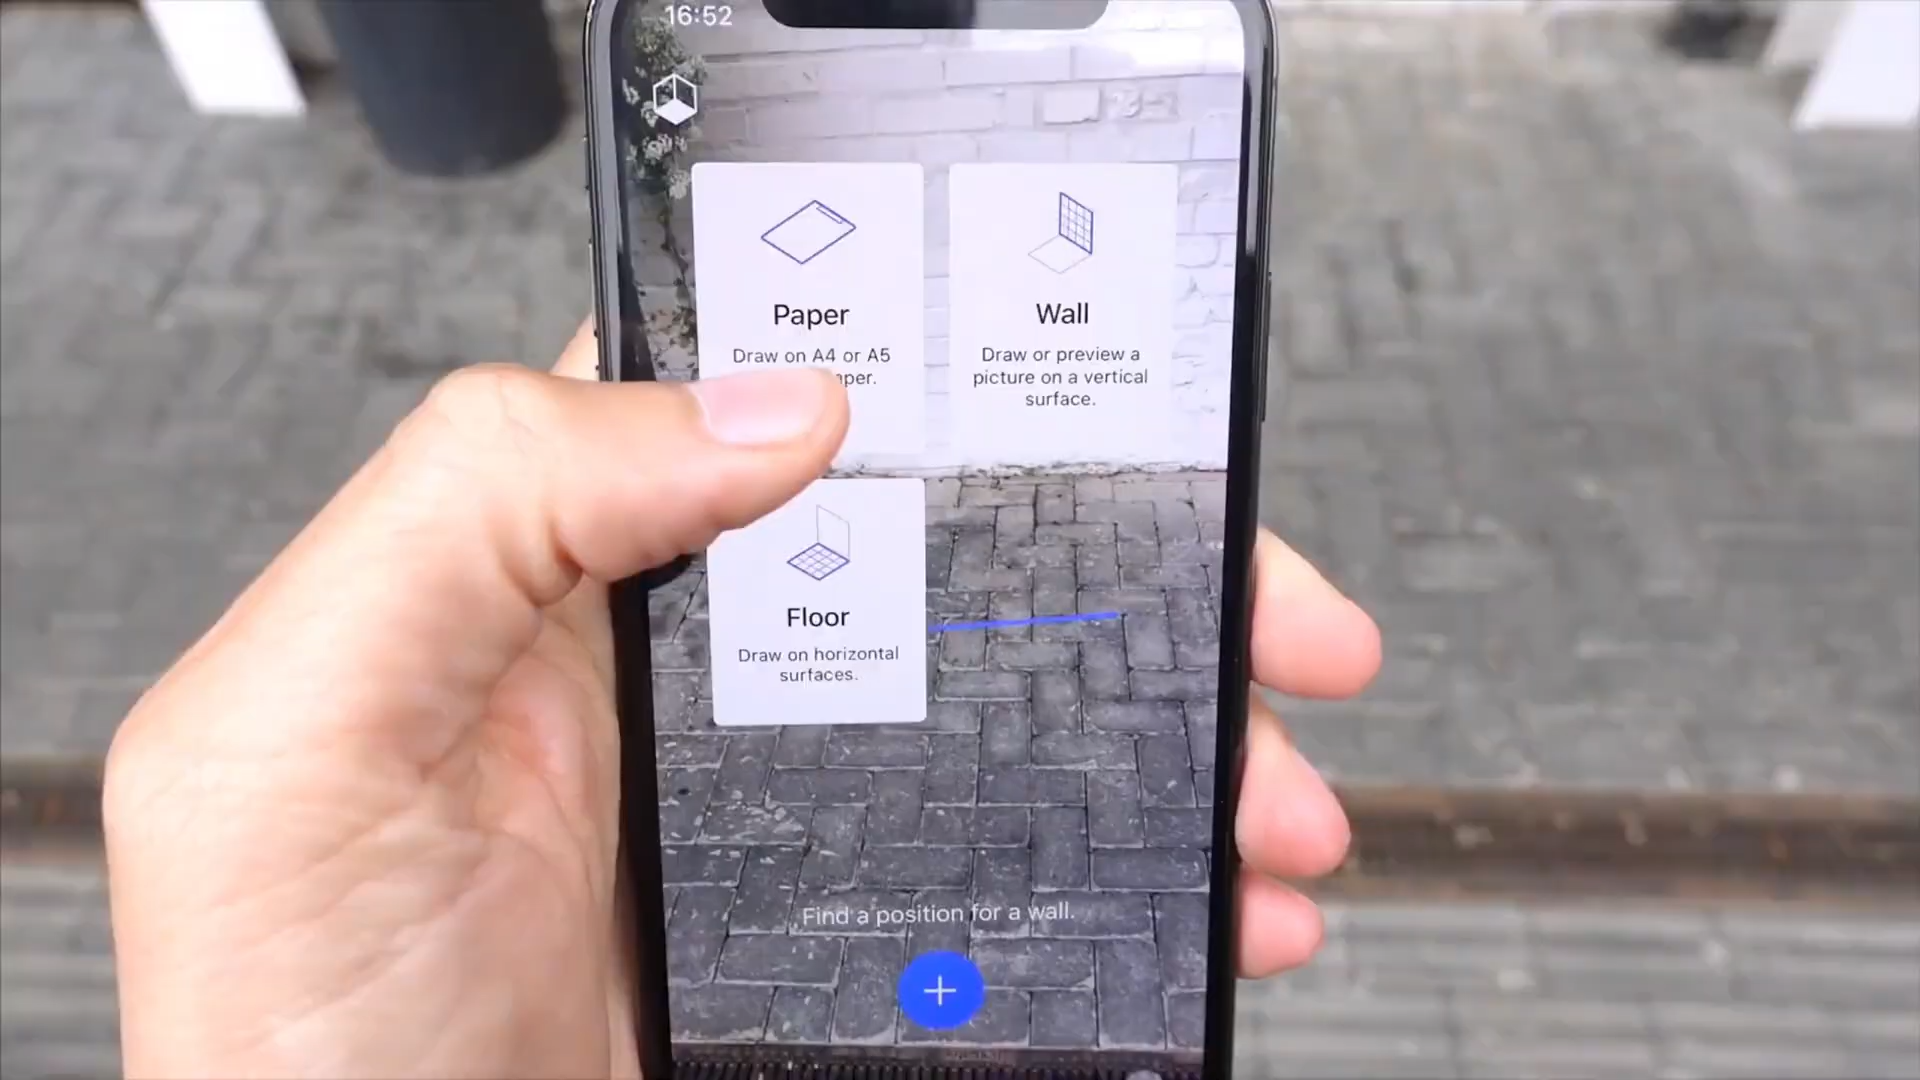 16:52
Paper
Draw on A4 or A5
Wall
Draw or preview a
picture on a vertical
surface.
Floor
Draw on horizontal
surfaces.
Find a position for a wall.